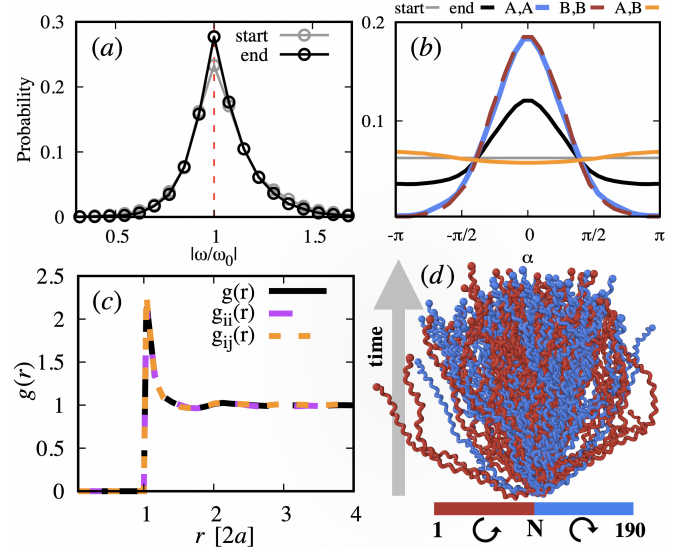 (a)
start
end
Probability
0.3
0.2
0.1
0
0.5
1
1.5
|ω/ω0|
start
end
A,A
B,B
A,B
(b)
0.2
0.1
-π
-π/2
0
π/2
π
α
(c)
g(r)
gii(r)
gij(r)
g(r)
2.5
2
1.5
1
0.5
0
1
2
3
4
r [2a]
(d)
time
1
N
190